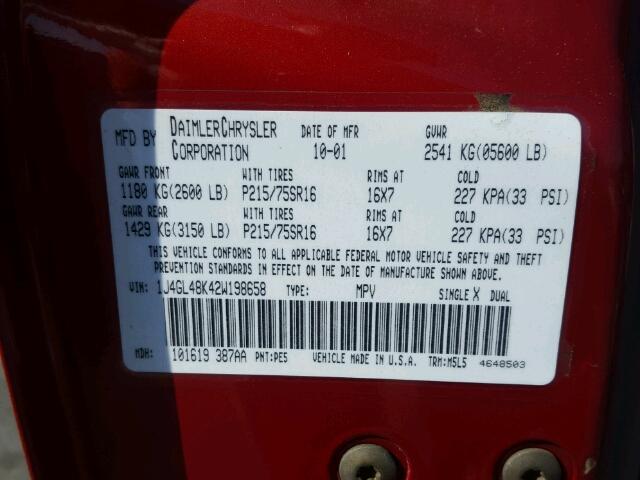 MFD BY DAIMLERCHRYSLER CORPORATION DATE OF MFR 10-01 GVWR 2541 KG(05600 LB)
GAWR FRONT WITH TIRES RIMS AT COLD
1180 KG(2600 LB) P215/75SR16 16X7 227 KPA(33 PSI)
GAWR REAR WITH TIRES RIMS AT COLD
1429 KG(3150 LB) P215/75SR16 16X7 227 KPA(33 PSI)
THIS VEHICLE CONFORMS TO ALL APPLICABLE FEDERAL MOTOR VEHICLE SAFETY AND THEFT
PREVENTION STANDARDS IN EFFECT ON THE DATE OF MANUFACTURE SHOWN ABOVE.
VIN: 1J4GL48K42W198658 TYPE: MPV SINGLE X DUAL
MDH: 101619 387AA PNT:PE5 VEHICLE MADE IN U.S.A. TRM:M5L5 4648503